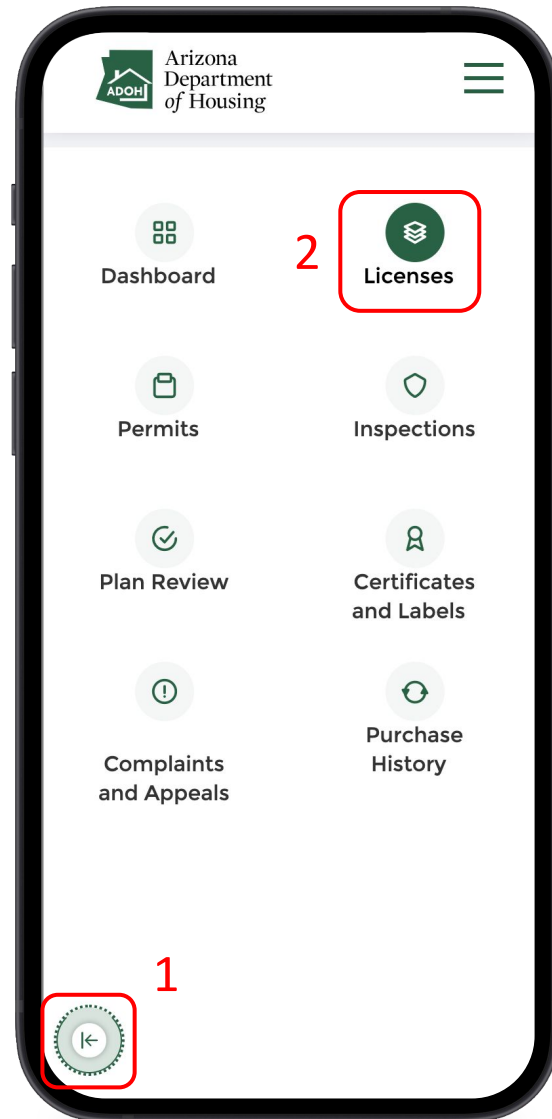 ADOH
Arizona
Department
of Housing
Dashboard
2
Licenses
Permits
Inspections
Plan Review
Certificates
and Labels
Complaints
and Appeals
Purchase
History
1